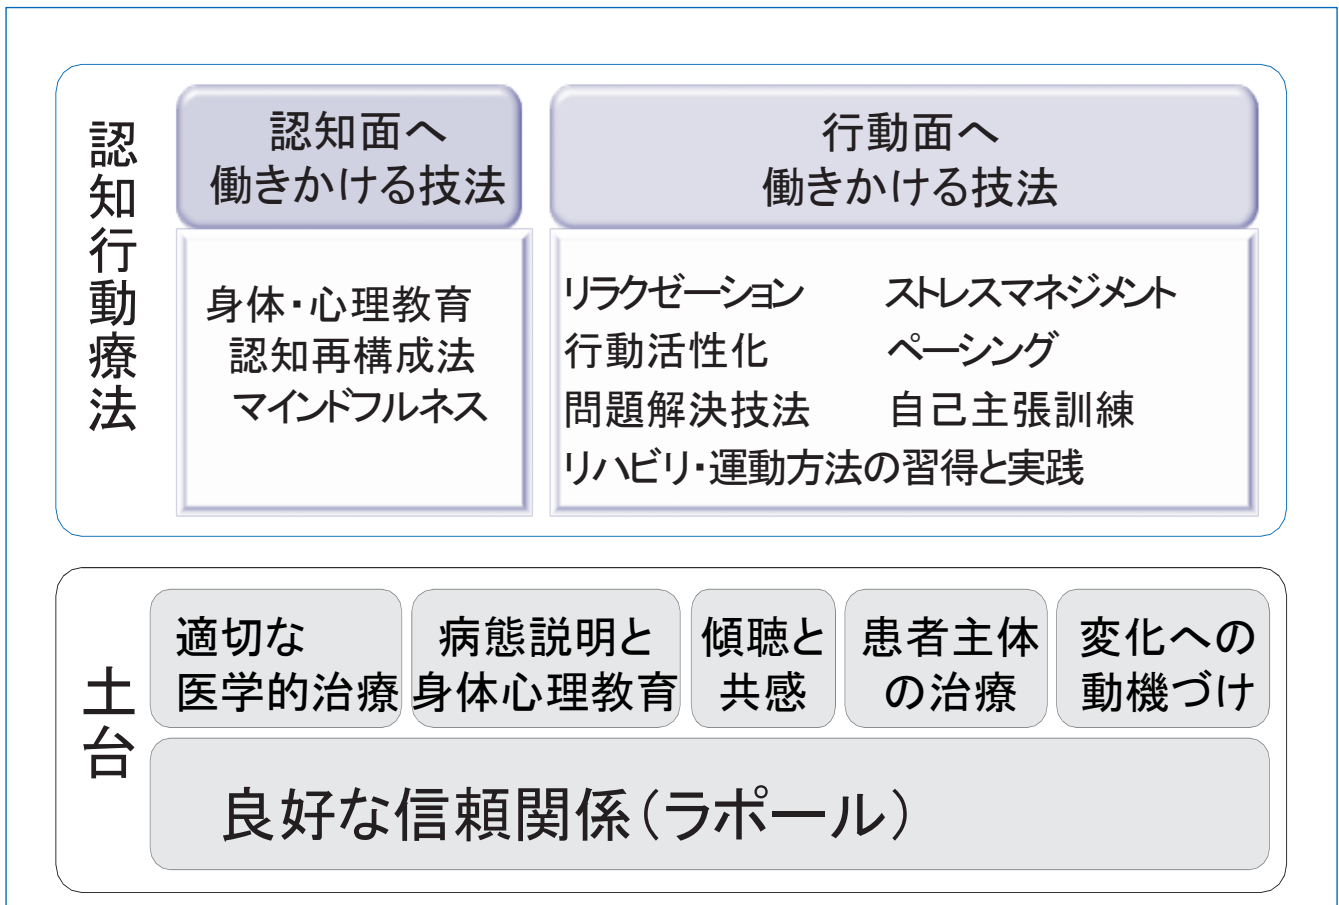 認知行動療法
認知面へ
働きかける技法
身体・心理教育
認知再構成法
マインドフルネス
行動面へ
働きかける技法
リラクゼーション ストレスマネジメント
行動活性化 ペーシング
問題解決技法 自己主張訓練
リハビリ・運動方法の習得と実践
土台
適切な
医学的治療
病態説明と
身体心理教育
傾聴と
共感
患者主体
の治療
変化への
動機づけ
良好な信頼関係(ラポール)